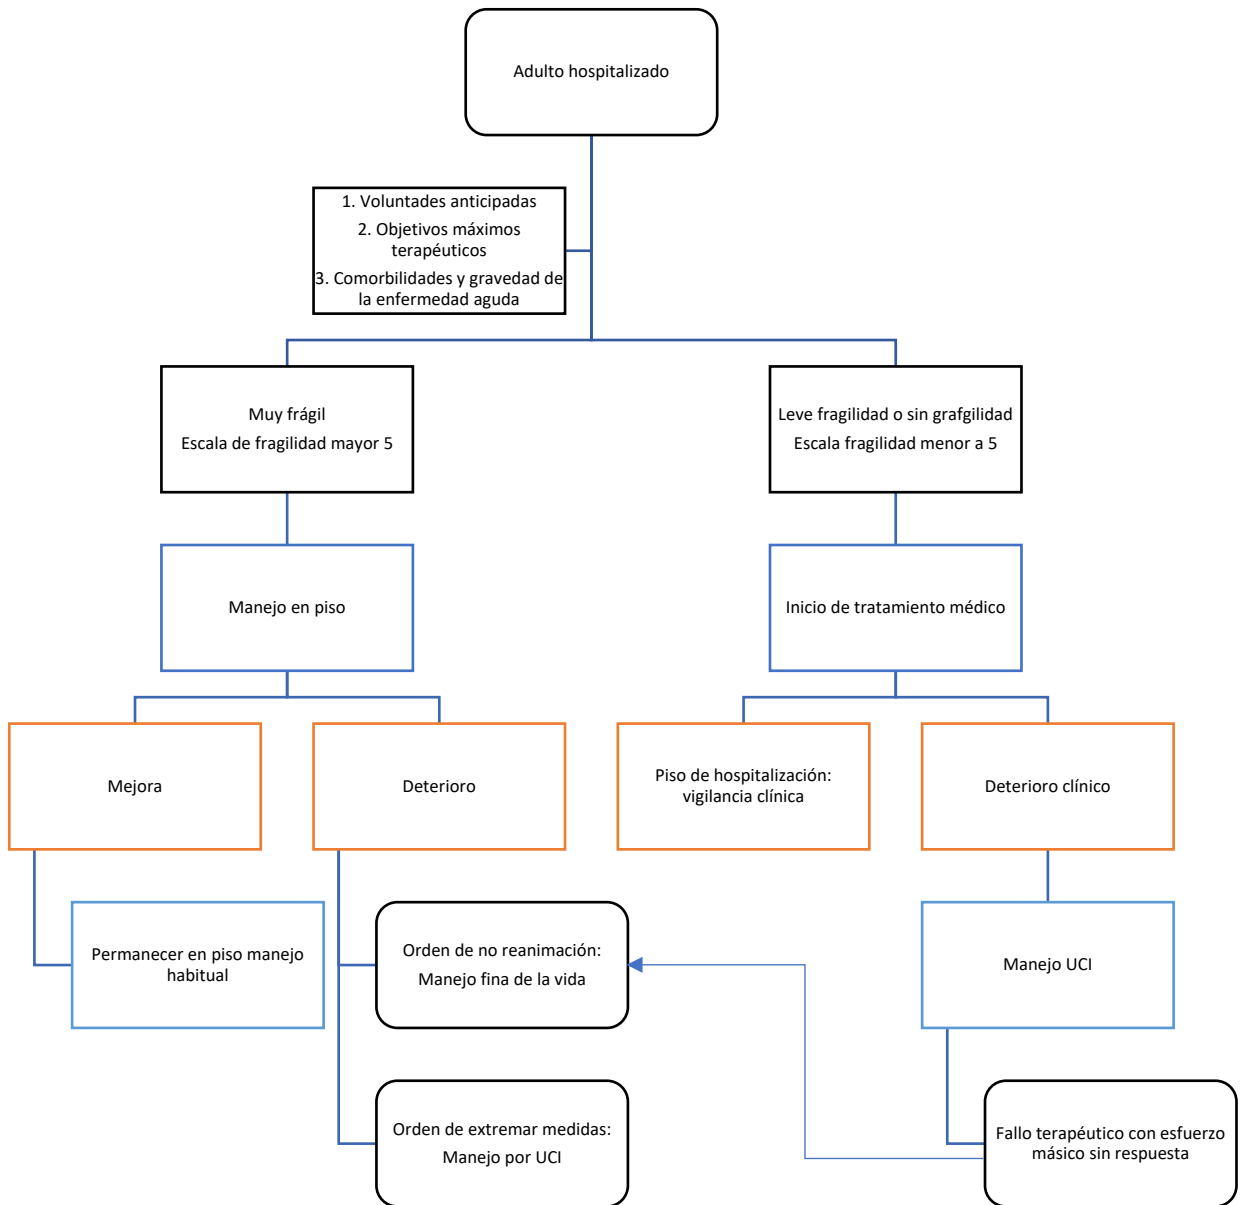 Adulto hospitalizado
1. Voluntades anticipadas
2. Objetivos máximos
terapéuticos
3. Comorbilidades y gravedad de
la enfermedad aguda
Muy frágil
Escala de fragilidad mayor 5
Leve fragilidad o sin grafgilidad
Escala fragilidad menor a 5
Manejo en piso
Inicio de tratamiento médico
Mejora
Deterioro
Piso de hospitalización:
vigilancia clínica
Deterioro clínico
Permanecer en piso manejo
habitual
Orden de no reanimación:
Manejo fina de la vida
Manejo UCI
Orden de extremar medidas:
Manejo por UCI
Fallo terapéutico con esfuerzo
másico sin respuesta